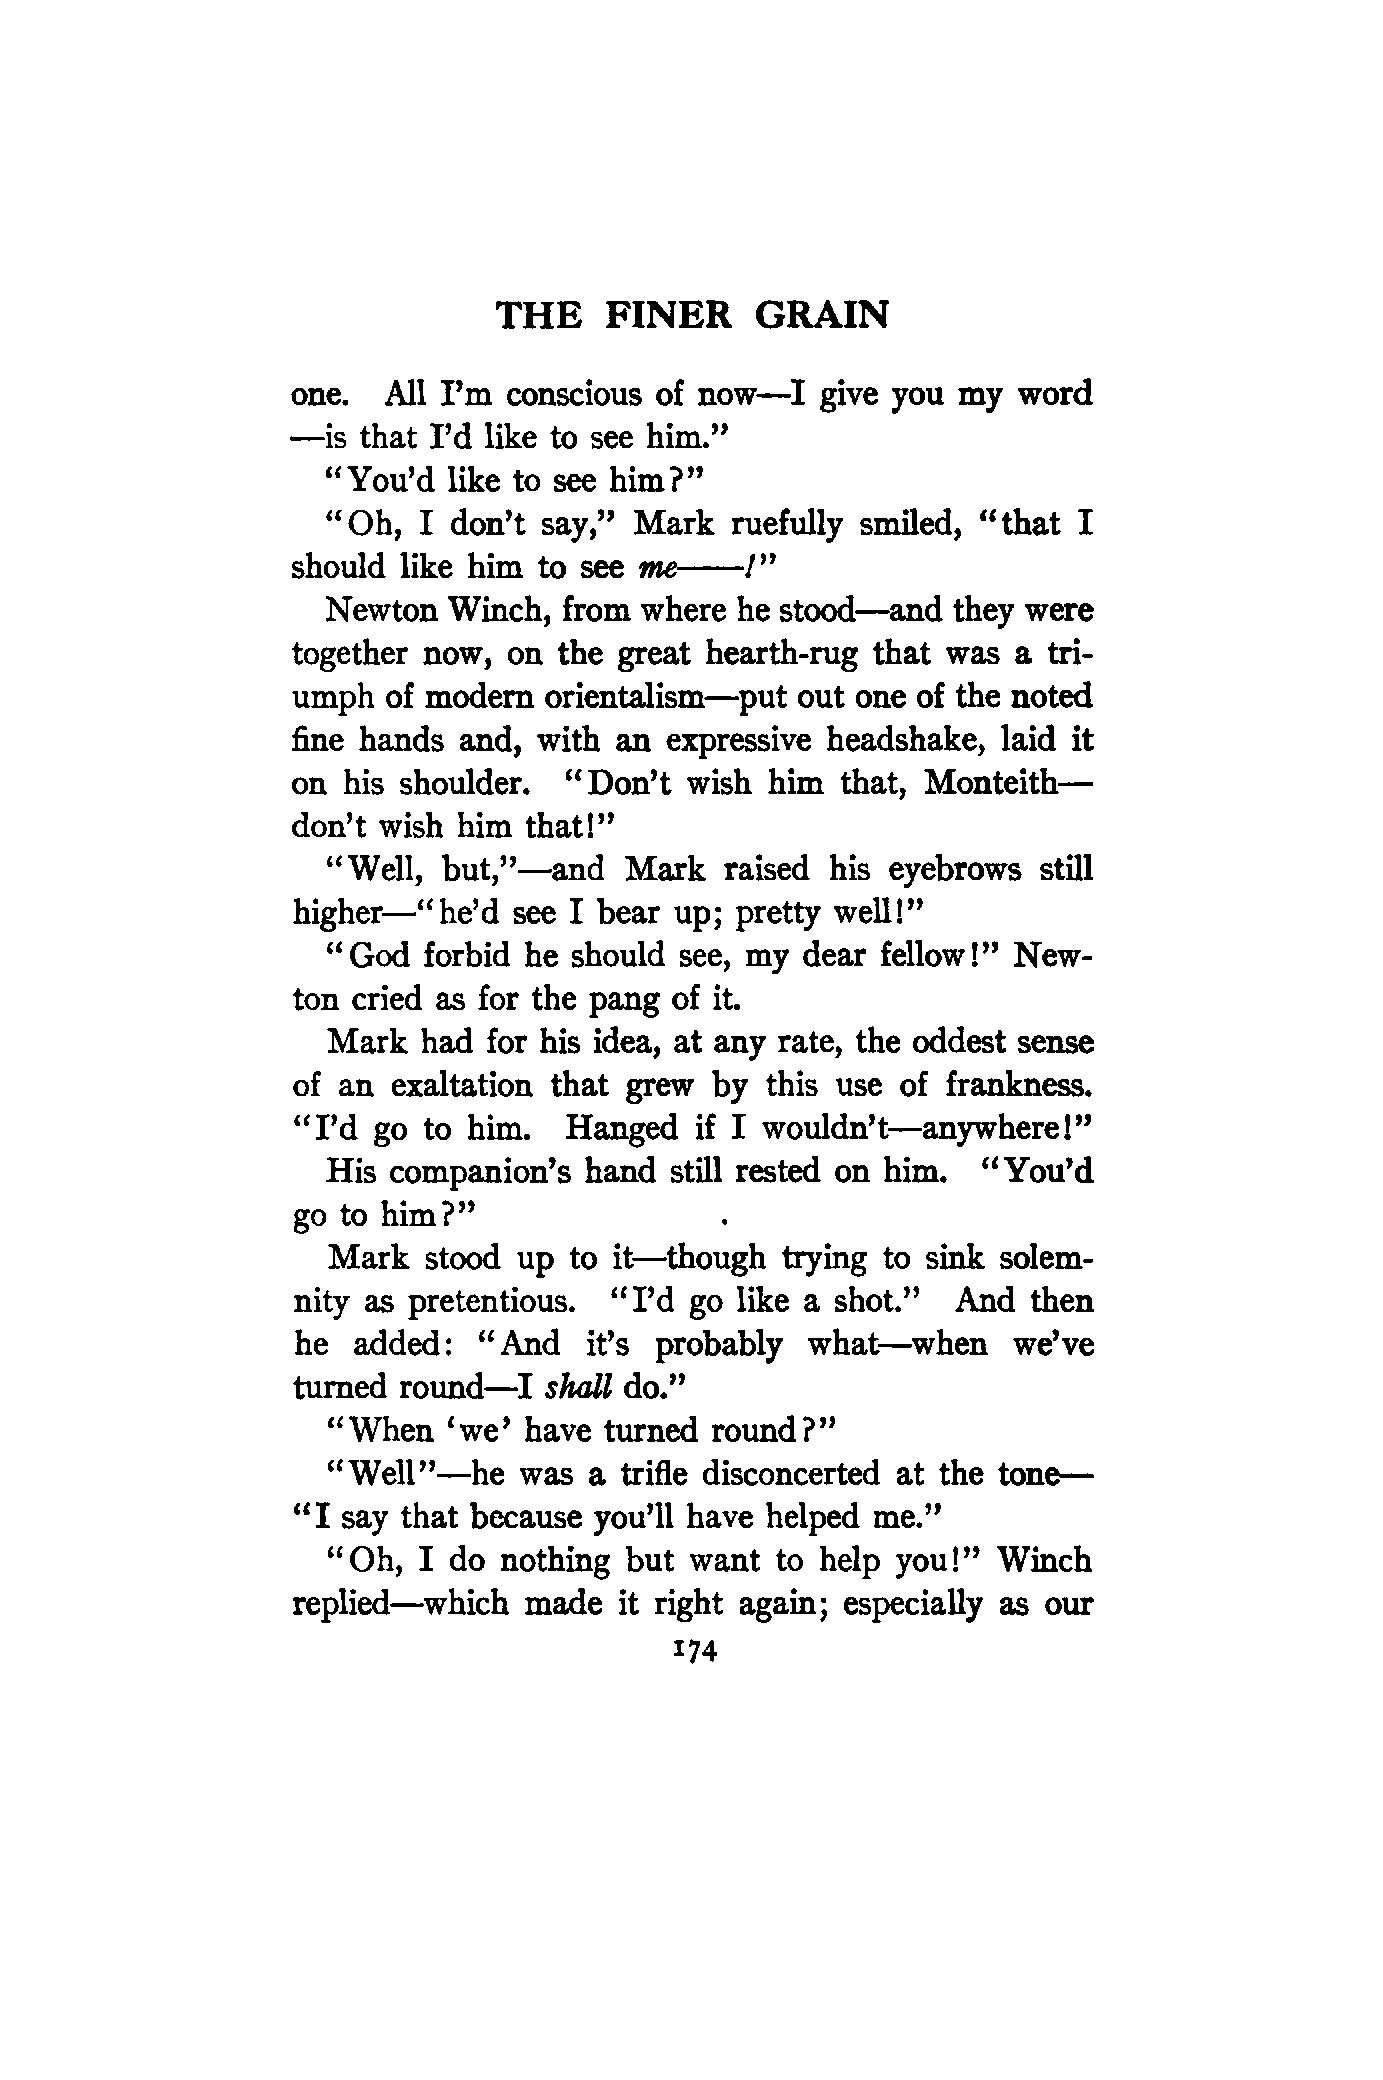 THE FINER GRAIN
one. All I’m conscious of now—I give you my word
—is that I’d like to see him.”
“You’d like to see him?”
“Oh, I don’t say,” Mark ruefully smiled, “that I
should like him to see me——!”
Newton Winch, from where he stood—and they were
together now, on the great hearth-rug that was a tri-
umph of modern orientalism—put out one of the noted
fine hands and, with an expressive headshake, laid it
on his shoulder. “Don’t wish him that, Monteith—
don’t wish him that!”
“Well, but,”—and Mark raised his eyebrows still
higher—“he’d see I bear up; pretty well!”
“God forbid he should see, my dear fellow!” New-
ton cried as for the pang of it.
Mark had for his idea, at any rate, the oddest sense
of an exaltation that grew by this use of frankness.
“I’d go to him. Hanged if I wouldn’t—anywhere!”
His companion’s hand still rested on him. “You’d
go to him?”
Mark stood up to it—though trying to sink solem-
nity as pretentious. “I’d go like a shot.” And then
he added: “And it’s probably what—when we’ve
turned round—I shall do.”
“When ‘we’ have turned round?”
“Well”—he was a trifle disconcerted at the tone—
“I say that because you’ll have helped me.”
“Oh, I do nothing but want to help you!” Winch
replied—which made it right again; especially as our
174